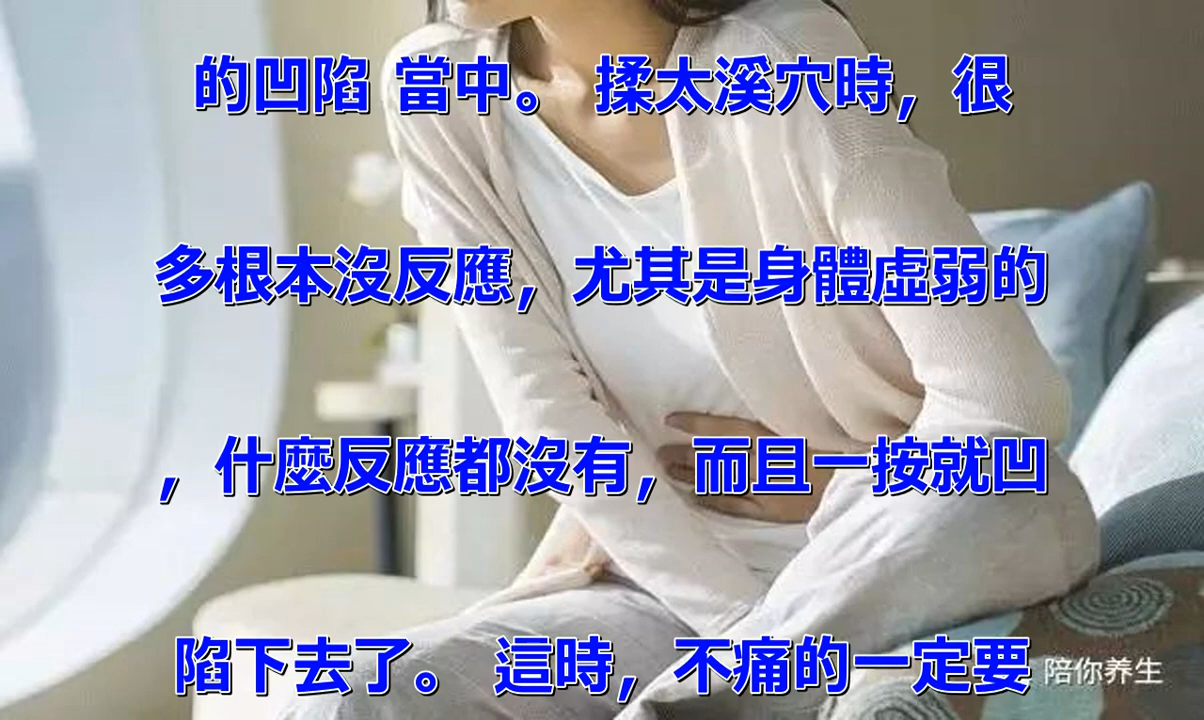 的凹陷 當中。 揉太溪穴時，很
多根本沒反應，尤其是身體虛弱的
，什麼反應都沒有，而且一按就凹
陷下去了。 這時，不痛的一定要
陪你养生